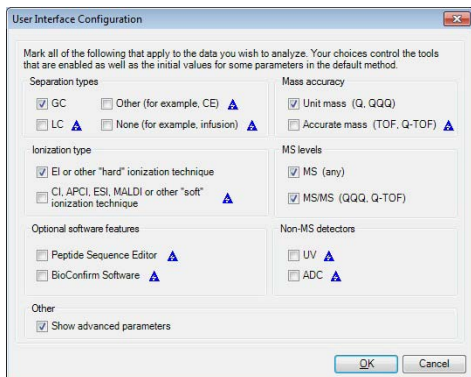 User Interface Configuration
Mark all of the following that apply to the data you wish to analyze. Your choices control the tools
that are enabled as well as the initial values for some parameters in the default method.
Separation types
GC
Other (for example, CE)
LC
None (for example, infusion)
Mass accuracy
Unit mass (Q, QQQ)
Accurate mass (TOF, Q-TOF)
Ionization type
EI or other "hard" ionization technique
CI, APCI, ESI, MALDI or other "soft"
ionization technique
MS levels
MS (any)
MS/MS (QQQ, Q-TOF)
Optional software features
Peptide Sequence Editor
BioConfirm Software
Non-MS detectors
UV
ADC
Other
Show advanced parameters
OK
Cancel